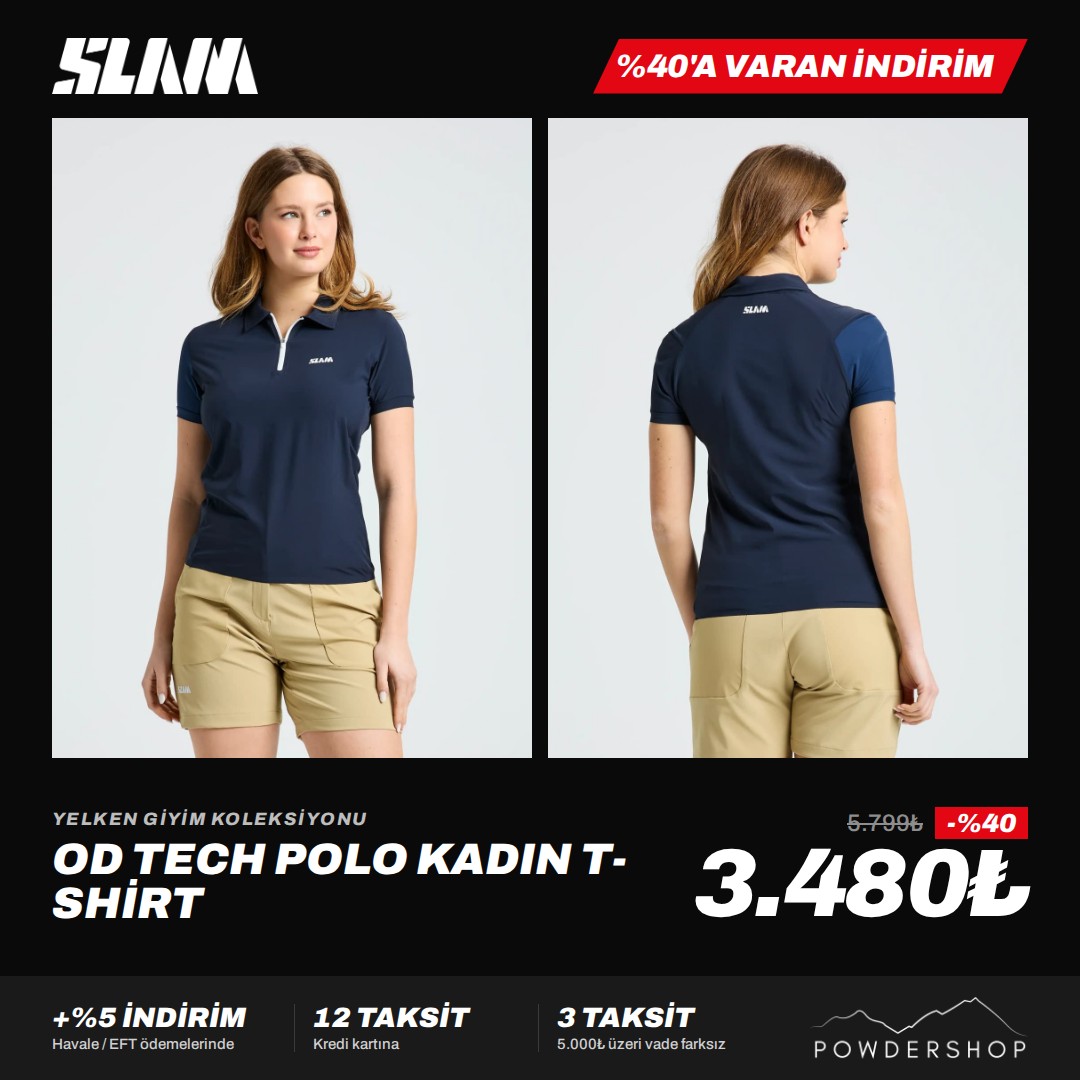 SLAM
%40'A VARAN İNDİRİM
SLAM
SLAM
SLAM
YELKEN GİYİM KOLEKSİYONU
OD TECH POLO KADIN T-
SHİRT
5.799₺
-%40
3.480₺
+%5 İNDİRİM
Havale / EFT ödemelerinde
12 TAKSİT
Kredi kartına
3 TAKSİT
5.000₺ üzeri vade farksız
POWDERSHOP